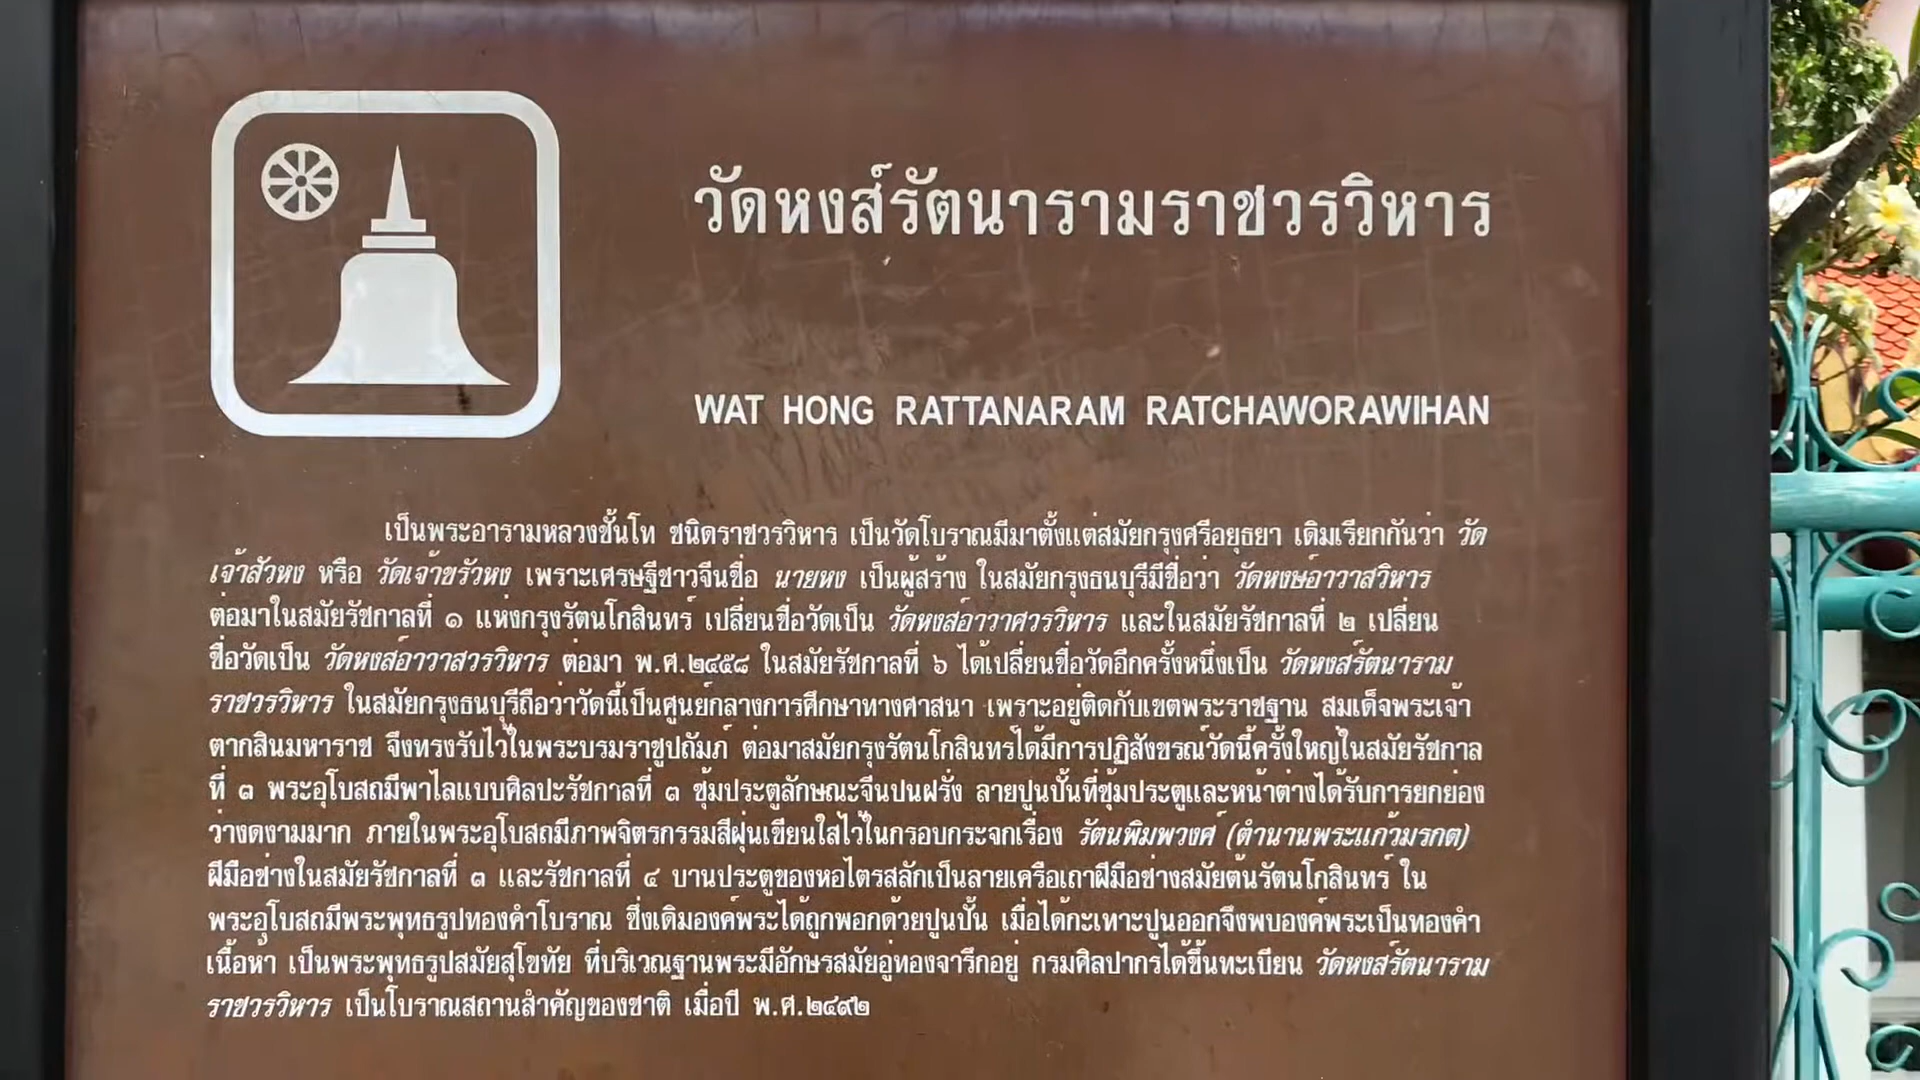 วัดหงส์รัตนารามราชวรวิหาร
WAT HONG RATTANARAM RATCHAWORAWIHAN
เป็นพระอารามหลวงชั้นโท ชนิดราชวรวิหาร เป็นวัดโบราณมีมาตั้งแต่สมัยกรุงศรีอยุธยา เดิมเรียกกันว่า วัด
เจ้าสัวหง หรือ วัดเจ้าขรัวหง เพราะเศรษฐีชาวจีนชื่อ นายหง เป็นผู้สร้าง ในสมัยกรุงธนบุรีมีชื่อว่า วัดหงษ์อาวาสวิหาร
ต่อมาในสมัยรัชกาลที่ ๑ แห่งกรุงรัตนโกสินทร์ เปลี่ยนชื่อวัดเป็น วัดหงส์อาวาศวรวิหาร และในสมัยรัชกาลที่ ๒ เปลี่ยน
ชื่อวัดเป็น วัดหงส์อาวาสวรวิหาร ต่อมา พ.ศ.๒๔๕๘ ในสมัยรัชกาลที่ ๖ ได้เปลี่ยนชื่อวัดอีกครั้งหนึ่งเป็น วัดหงส์รัตนาราม
ราชวรวิหาร ในสมัยกรุงธนบุรีถือว่าวัดนี้เป็นศูนย์กลางการศึกษาทางศาสนา เพราะอยู่ติดกับเขตพระราชฐาน สมเด็จพระเจ้า
ตากสินมหาราช จึงทรงรับไว้ในพระบรมราชูปถัมภ์ ต่อมาสมัยกรุงรัตนโกสินทร์ได้มีการปฏิสังขรณ์วัดนี้ครั้งใหญ่ในสมัยรัชกาล
ที่ ๓ พระอุโบสถมีพาไลแบบศิลปะรัชกาลที่ ๓ ซุ้มประตูลักษณะจีนปนฝรั่ง ลายปูนปั้นที่ซุ้มประตูและหน้าต่างได้รับการยกย่อง
ว่างดงามมาก ภายในพระอุโบสถมีภาพจิตรกรรมสีฝุ่นเขียนใส่ไว้ในกรอบกระจกเรื่อง รัตนพิมพวงศ์ (ตำนานพระแก้วมรกต)
ฝีมือช่างในสมัยรัชกาลที่ ๓ และรัชกาลที่ ๔ บานประตูของหอไตรสลักเป็นลายเครือเถาฝีมือช่างสมัยต้นรัตนโกสินทร์ ใน
พระอุโบสถมีพระพุทธรูปทองคำโบราณ ซึ่งเดิมองค์พระได้ถูกพอกด้วยปูนปั้น เมื่อได้กะเทาะปูนออกจึงพบองค์พระเป็นทองคำ
เนื้อห้า เป็นพระพุทธรูปสมัยสุโขทัย ที่บริเวณฐานพระมีอักษรสมัยอู่ทองจารึกอยู่ กรมศิลปากรได้ขึ้นทะเบียน วัดหงส์รัตนาราม
ราชวรวิหาร เป็นโบราณสถานสำคัญของชาติ เมื่อปี พ.ศ.๒๔๙๒